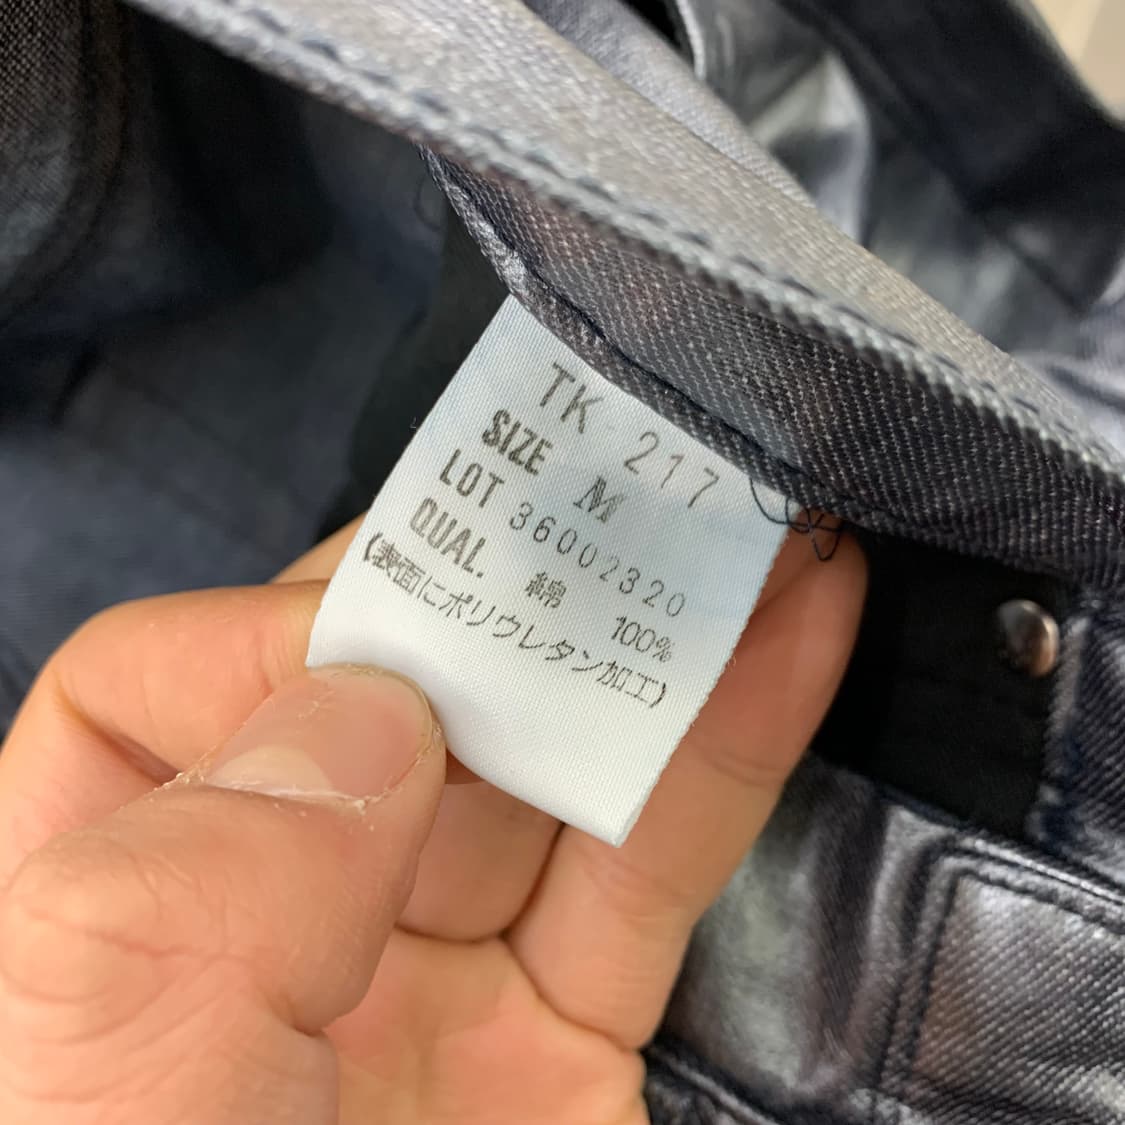 TK 217
SIZE M
LOT 36002320
QUAL. 綿 100%
(表面にポリウレタン加工)